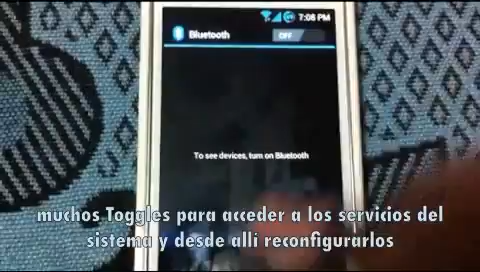 7:08 PM
Bluetooth
OFF
To see devices, turn on Bluetooth
muchos Toggles para acceder a los servicios del
sistema y desde alli reconfigurarlos